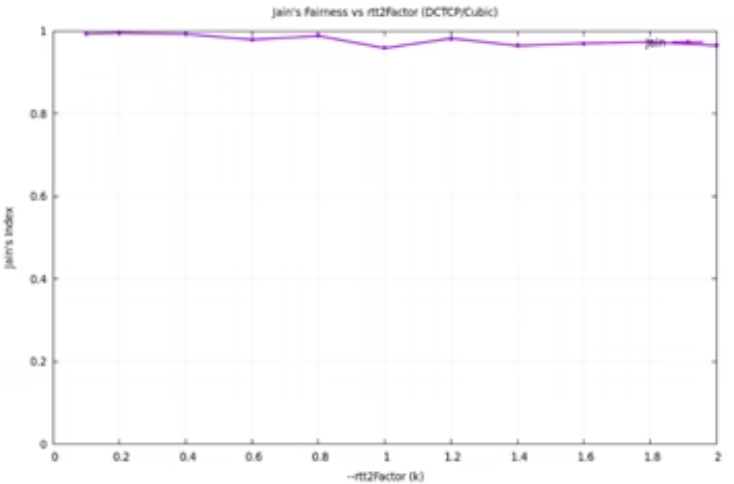 Jain's Fairness vs rtt2Factor (DCTCP/Cubic)
1
Jain
0.8
0.6
Jain's Index
0.4
0.2
0
0 0.2 0.4 0.6 0.8 1 1.2 1.4 1.6 1.8 2
--rtt2Factor (k)